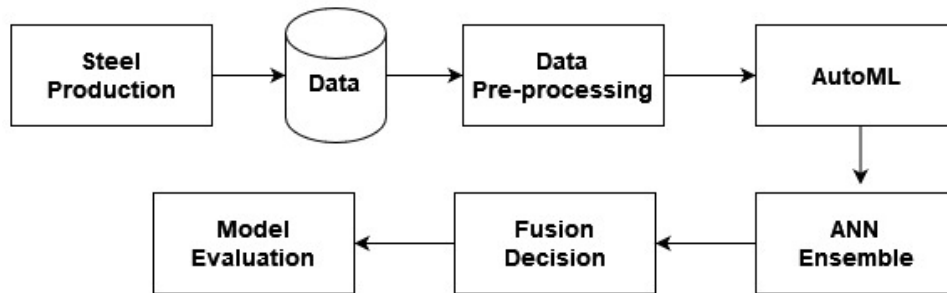 Steel
Production
Data
Data
Pre-processing
AutoML
Model
Evaluation
Fusion
Decision
ANN
Ensemble